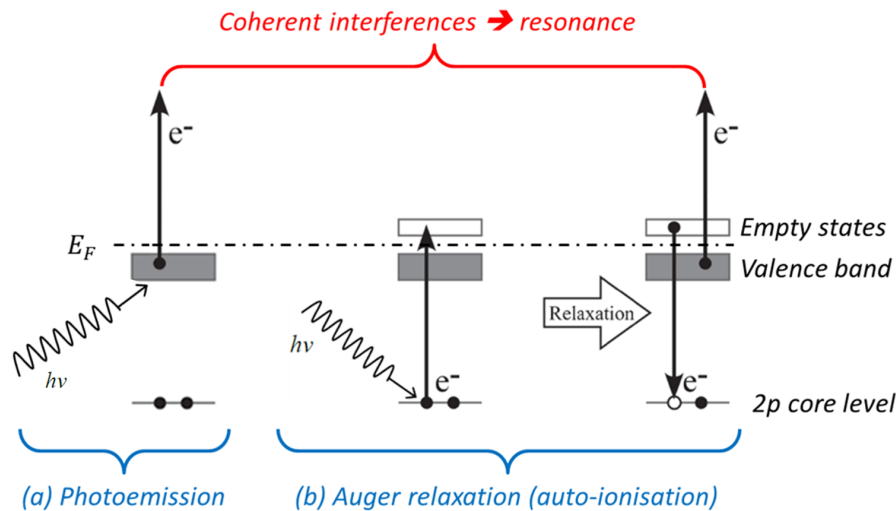 Coherent interferences ➔ resonance
e-
e-
E_F
Empty states
Valence band
Relaxation
hν
hν
e-
e-
2p core level
(a) Photoemission
(b) Auger relaxation (auto-ionisation)